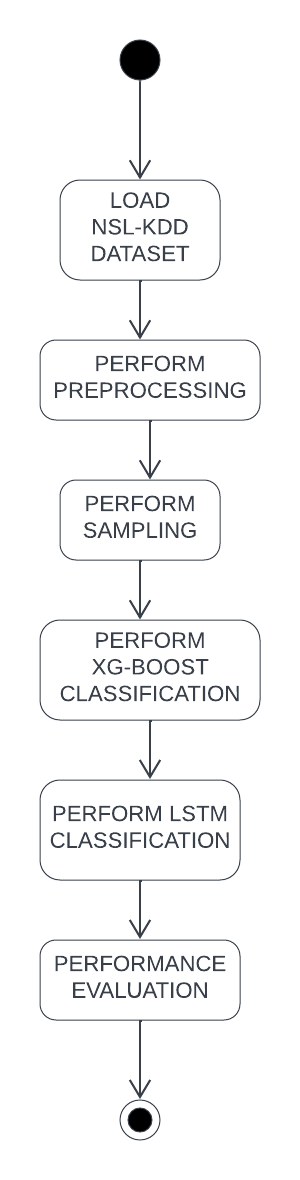 LOAD
NSL-KDD
DATASET
PERFORM
PREPROCESSING
PERFORM
SAMPLING
PERFORM
XG-BOOST
CLASSIFICATION
PERFORM LSTM
CLASSIFICATION
PERFORMANCE
EVALUATION